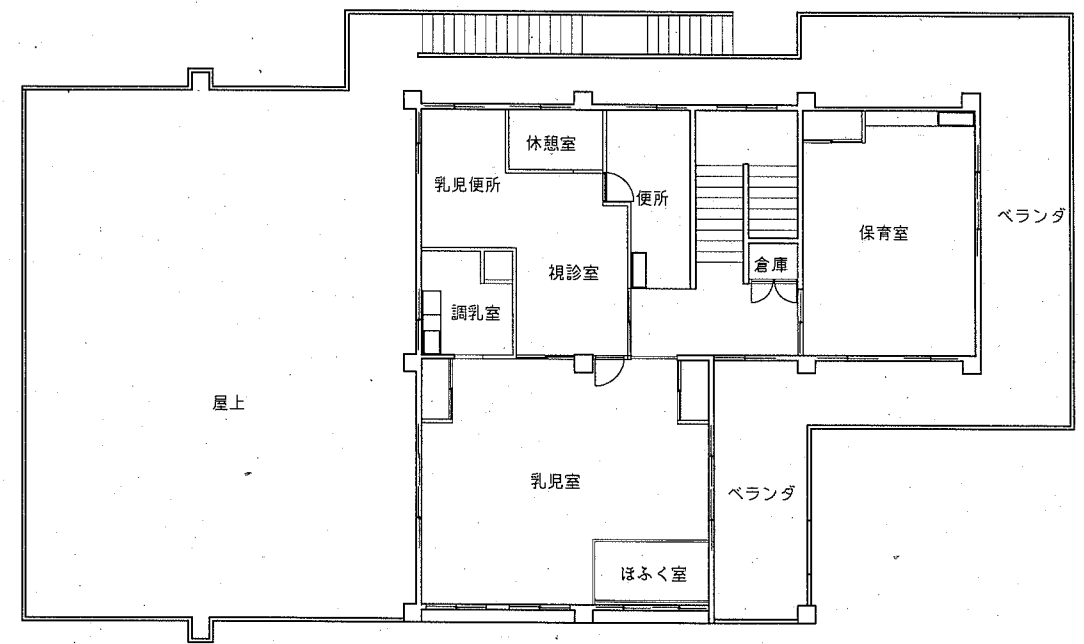 休憩室
乳児便所
便所
ベランダ
保育室
倉庫
視診室
調乳室
屋上
乳児室
ベランダ
ほふく室